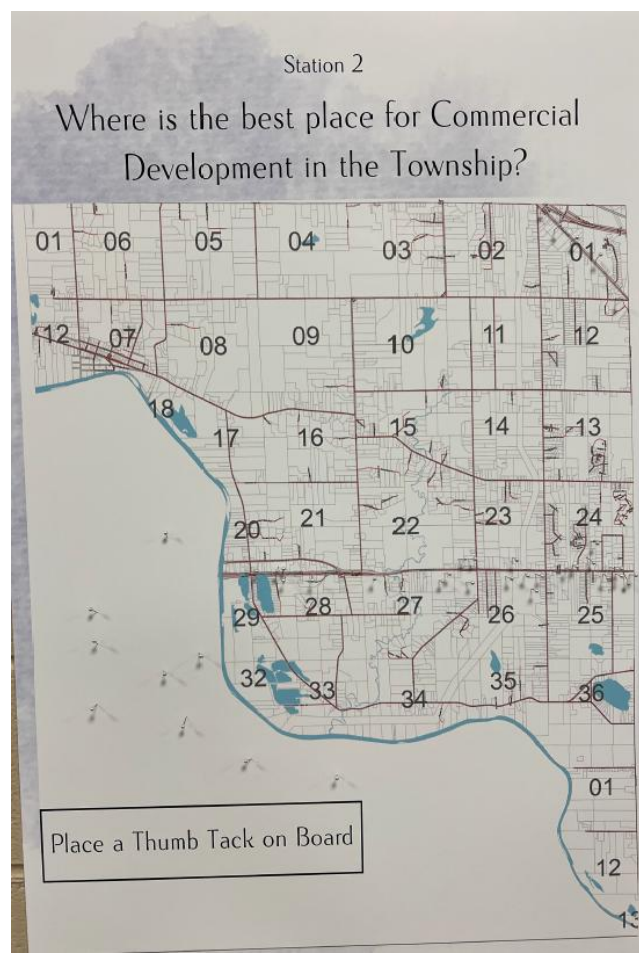 Station 2
Where is the best place for Commercial
Development in the Township?
01 06 05 04 03 02 01
12 07 08 09 10 11 12
18 17 16 15 14 13
20 21 22 23 24
29 28 27 26 25
32 33 34 35 36
01
12
13
Place a Thumb Tack on Board